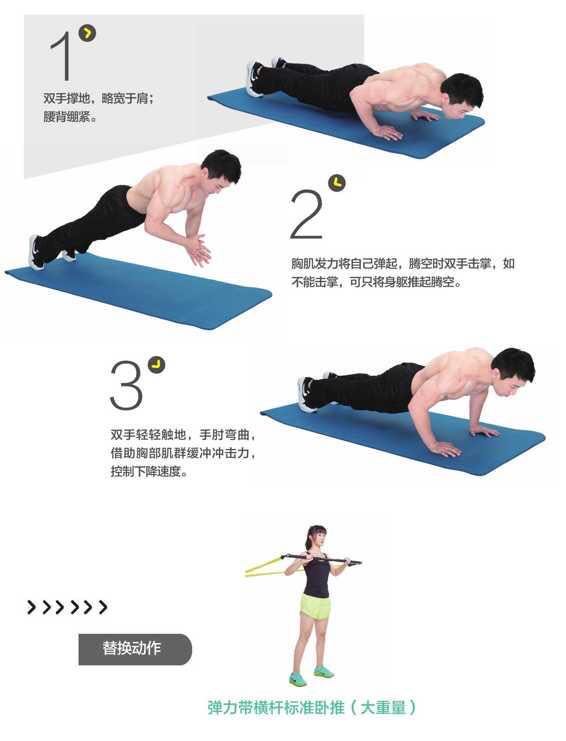 1
双手撑地，略宽于肩；
腰背绷紧。
2
胸肌发力将自己弹起，腾空时双手击掌，如
不能击掌，可只将身躯推起腾空。
3
双手轻轻触地，手肘弯曲，
借助胸部肌群缓冲冲击力，
控制下降速度。
替换动作
弹力带横杆标准卧推（大重量）